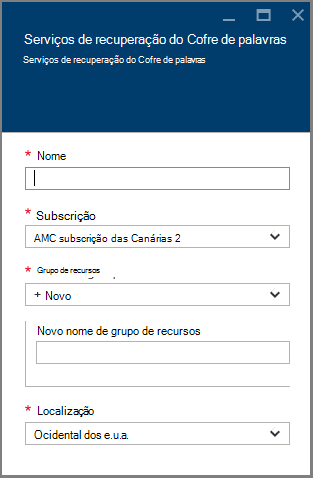 Serviços de recuperação do Cofre de palavras
Serviços de recuperação do Cofre de palavras
* Nome
* Subscrição
AMC subscrição das Canárias 2
* Grupo de recursos
+ Novo
Novo nome de grupo de recursos
* Localização
Ocidental dos e.u.a.